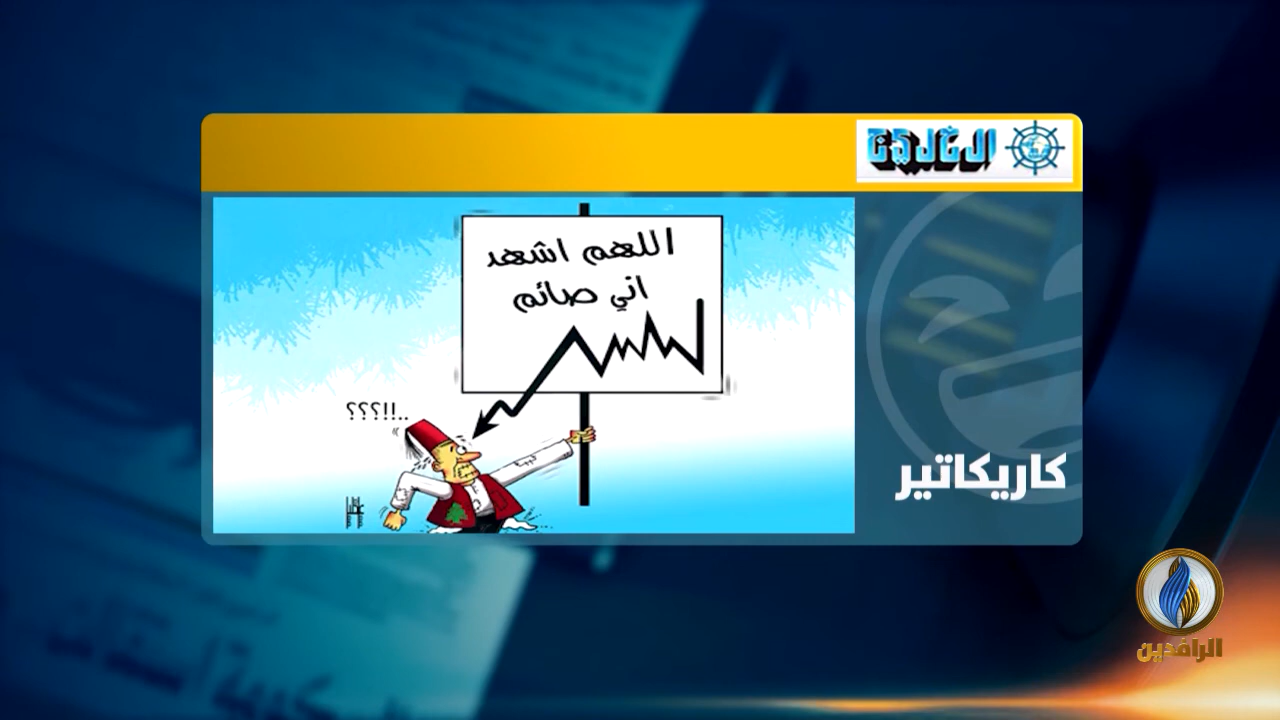 الخليج
اللهم اشهد
اني صائم
؟؟؟!!..
كاريكاتير
الرافدين